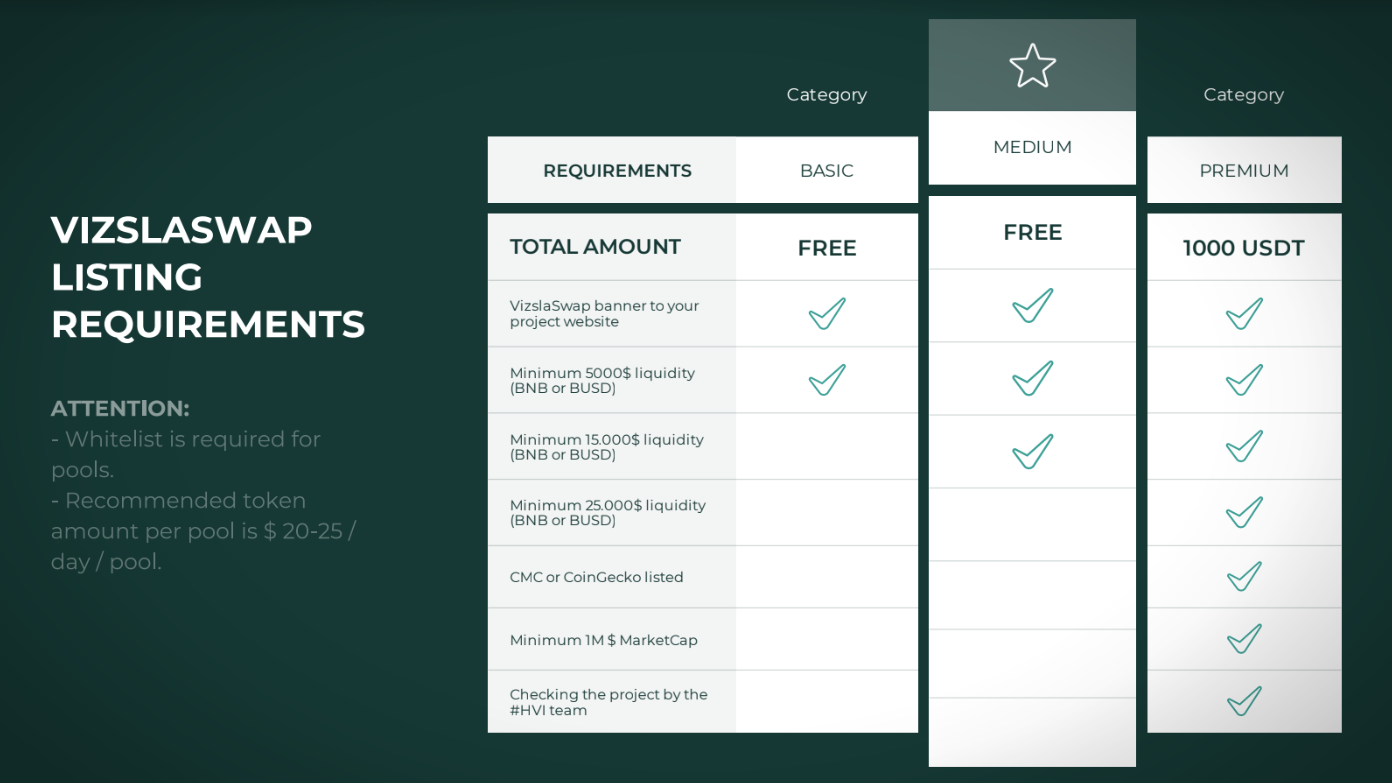 VIZSLASWAP
LISTING
REQUIREMENTS
ATTENTION:
- Whitelist is required for
pools.
- Recommended token
amount per pool is $ 20-25 /
day / pool.
Category
Category
REQUIREMENTS
BASIC
MEDIUM
PREMIUM
TOTAL AMOUNT
FREE
FREE
1000 USDT
VizslaSwap banner to your
project website
Minimum 5000$ liquidity
(BNB or BUSD)
Minimum 15.000$ liquidity
(BNB or BUSD)
Minimum 25.000$ liquidity
(BNB or BUSD)
CMC or CoinGecko listed
Minimum 1M $ MarketCap
Checking the project by the
#HVI team